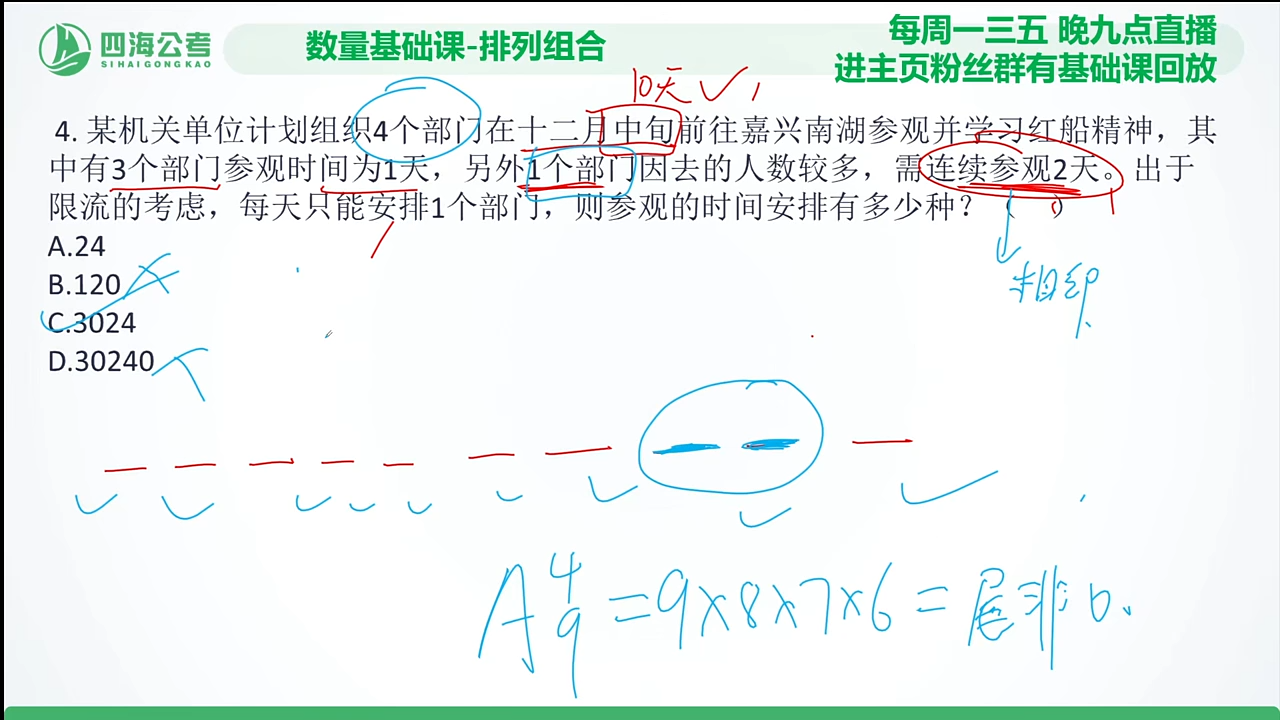 四海公考
SIHAIGONGKAO
数量基础课-排列组合
每周一三五 晚九点直播
进主页粉丝群有基础课回放
10天
4. 某机关单位计划组织4个部门在十二月中旬前往嘉兴南湖参观并学习红船精神，其
中有3个部门参观时间为1天，另外1个部门因去的人数较多，需连续参观2天。出于
限流的考虑，每天只能安排1个部门，则参观的时间安排有多少种？（ ）
A.24
B.120
C.3024
D.30240
相邻
A 4 9 =9×8×7×6= 尾非0.